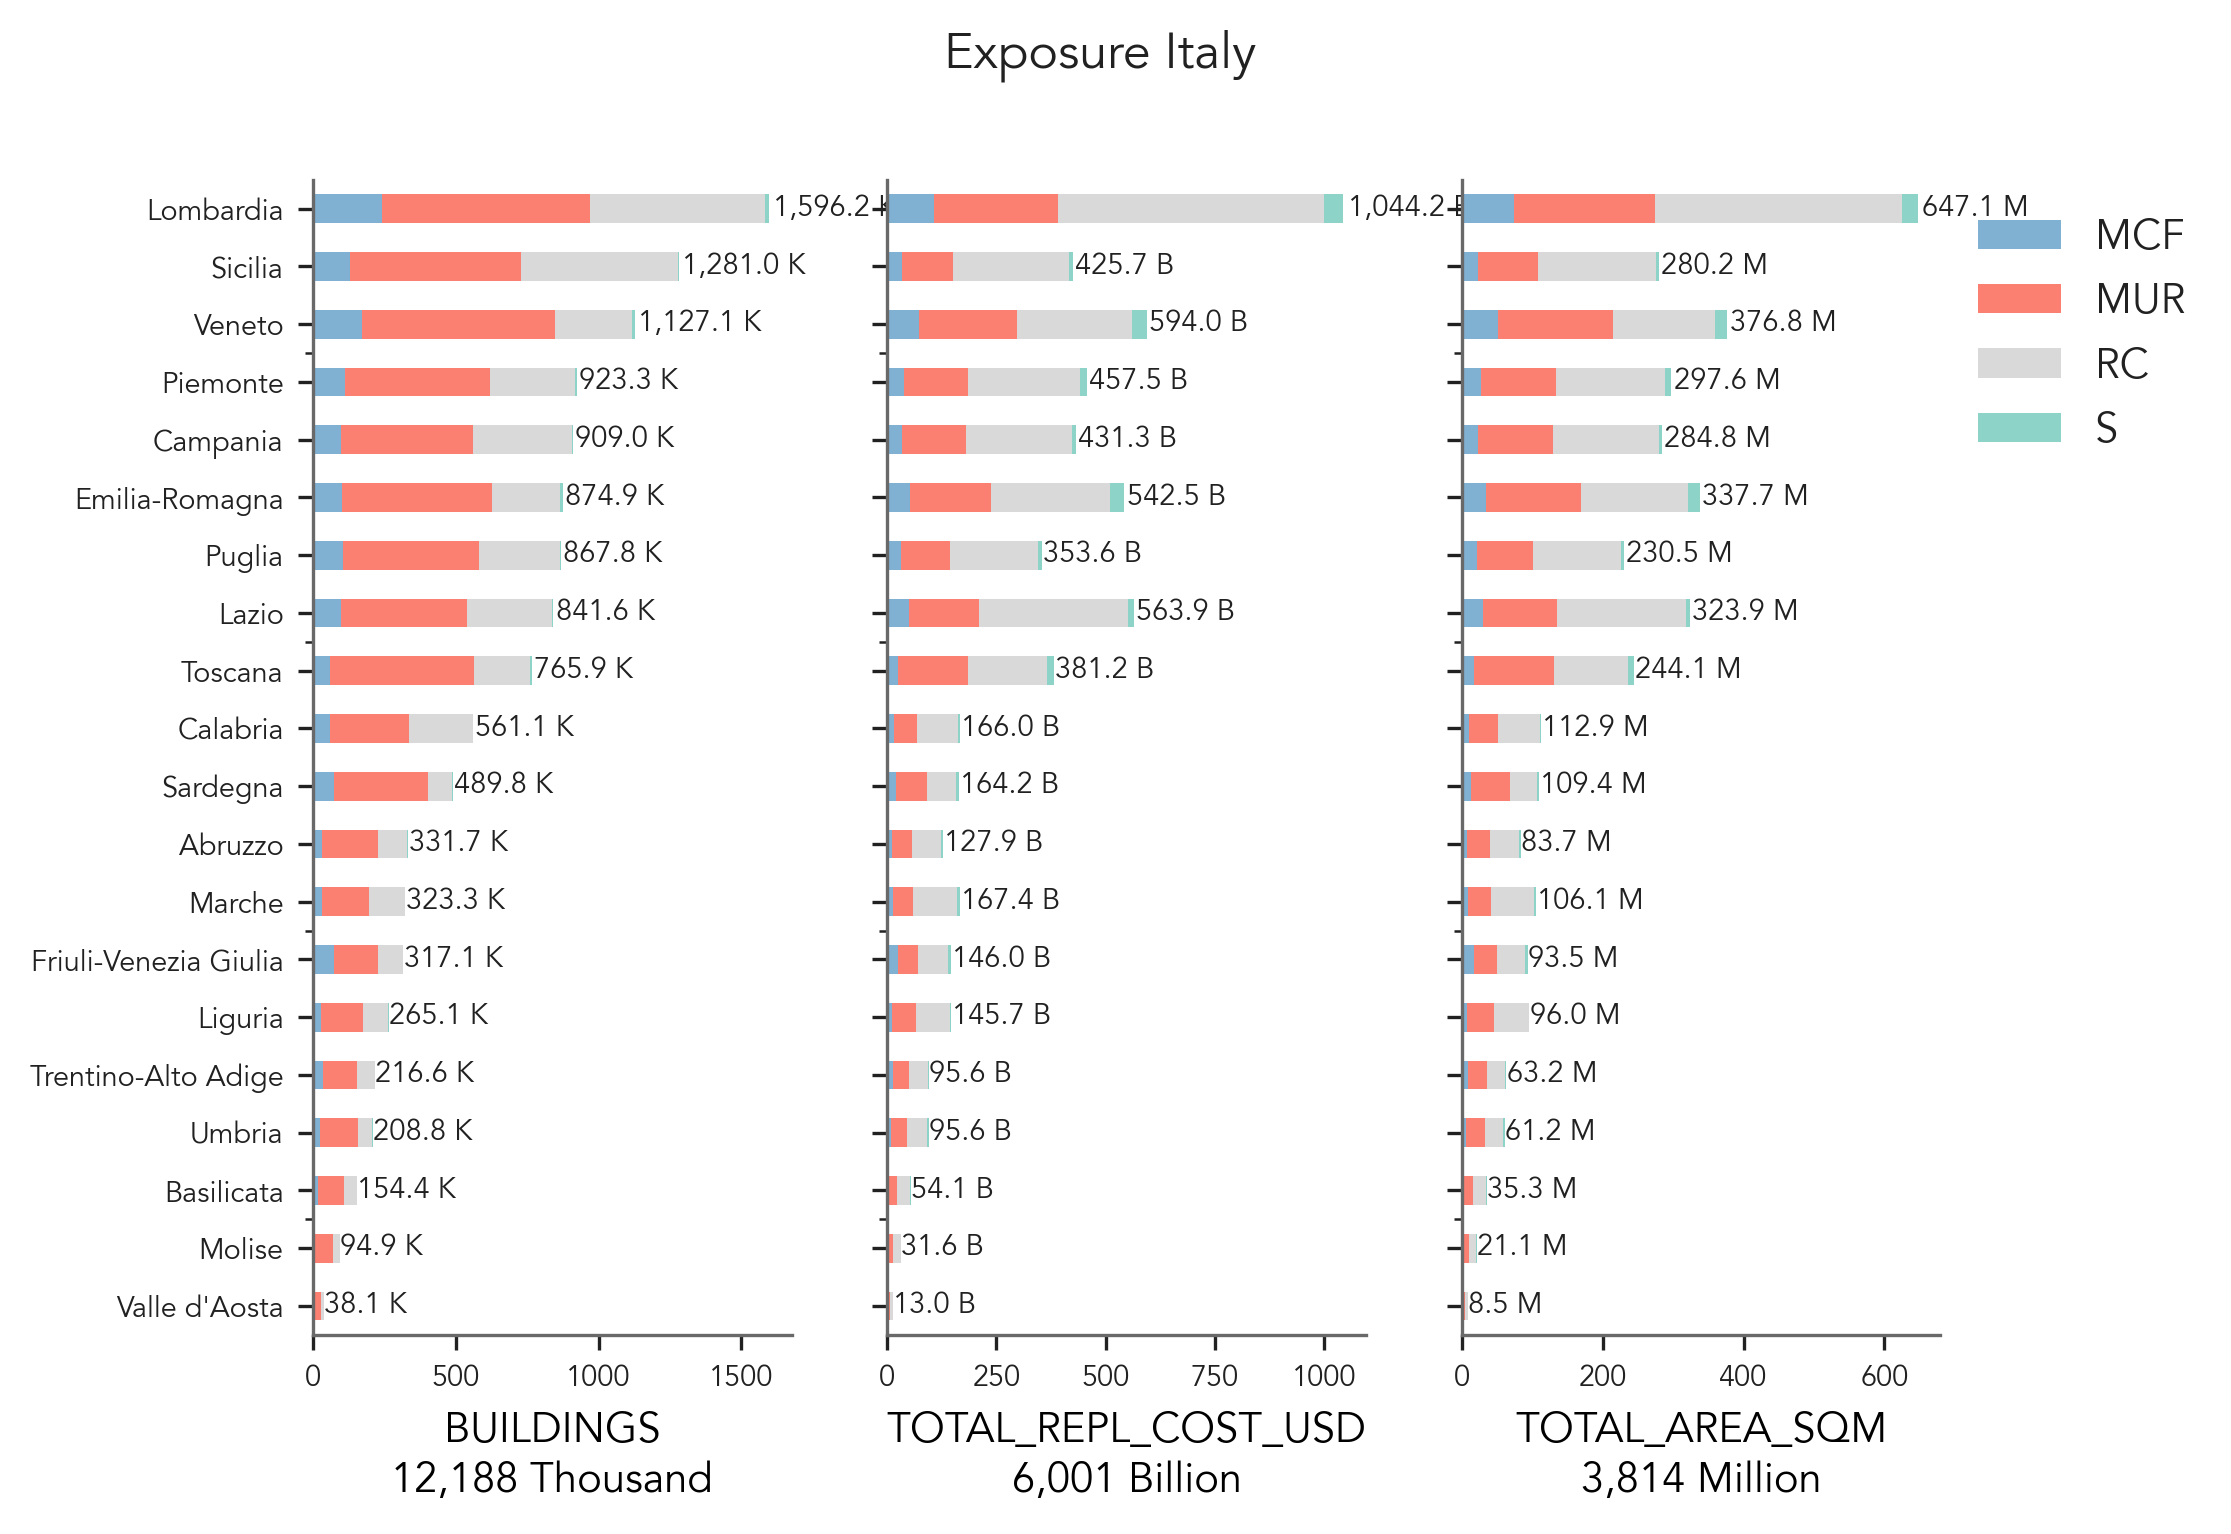 Exposure Italy
Lombardia 1,596.2 K 1,044.2 B 647.1 M
Sicilia 1,281.0 K 425.7 B 280.2 M
Veneto 1,127.1 K 594.0 B 376.8 M
Piemonte 923.3 K 457.5 B 297.6 M
Campania 909.0 K 431.3 B 284.8 M
Emilia-Romagna 874.9 K 542.5 B 337.7 M
Puglia 867.8 K 353.6 B 230.5 M
Lazio 841.6 K 563.9 B 323.9 M
Toscana 765.9 K 381.2 B 244.1 M
Calabria 561.1 K 166.0 B 112.9 M
Sardegna 489.8 K 164.2 B 109.4 M
Abruzzo 331.7 K 127.9 B 83.7 M
Marche 323.3 K 167.4 B 106.1 M
Friuli-Venezia Giulia 317.1 K 146.0 B 93.5 M
Liguria 265.1 K 145.7 B 96.0 M
Trentino-Alto Adige 216.6 K 95.6 B 63.2 M
Umbria 208.8 K 95.6 B 61.2 M
Basilicata 154.4 K 54.1 B 35.3 M
Molise 94.9 K 31.6 B 21.1 M
Valle d'Aosta 38.1 K 13.0 B 8.5 M
0 500 1000 1500
BUILDINGS
12,188 Thousand
0 250 500 750 1000
TOTAL_REPL_COST_USD
6,001 Billion
0 200 400 600
TOTAL_AREA_SQM
3,814 Million
MCF
MUR
RC
S